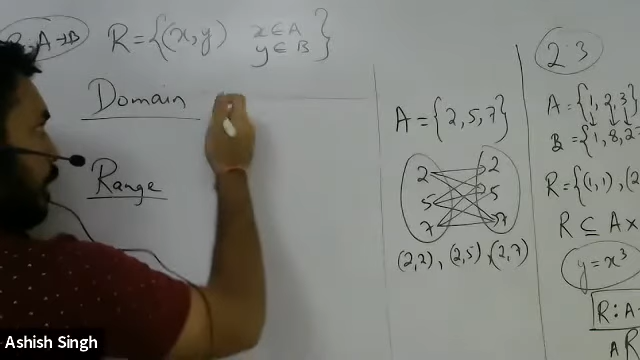 R : A → B
R = {(x, y) x ∈ A
y ∈ B }
Domain
Range
A = {2, 5, 7}
2 2
5 5
7 7
(2,2), (2,5), (2,7)
2.3
A = {1, 2, 3}
B = {1, 8, 27
R = {(1,1), (2
R ⊆ A ×
y = x³
R : A
A R
Ashish Singh